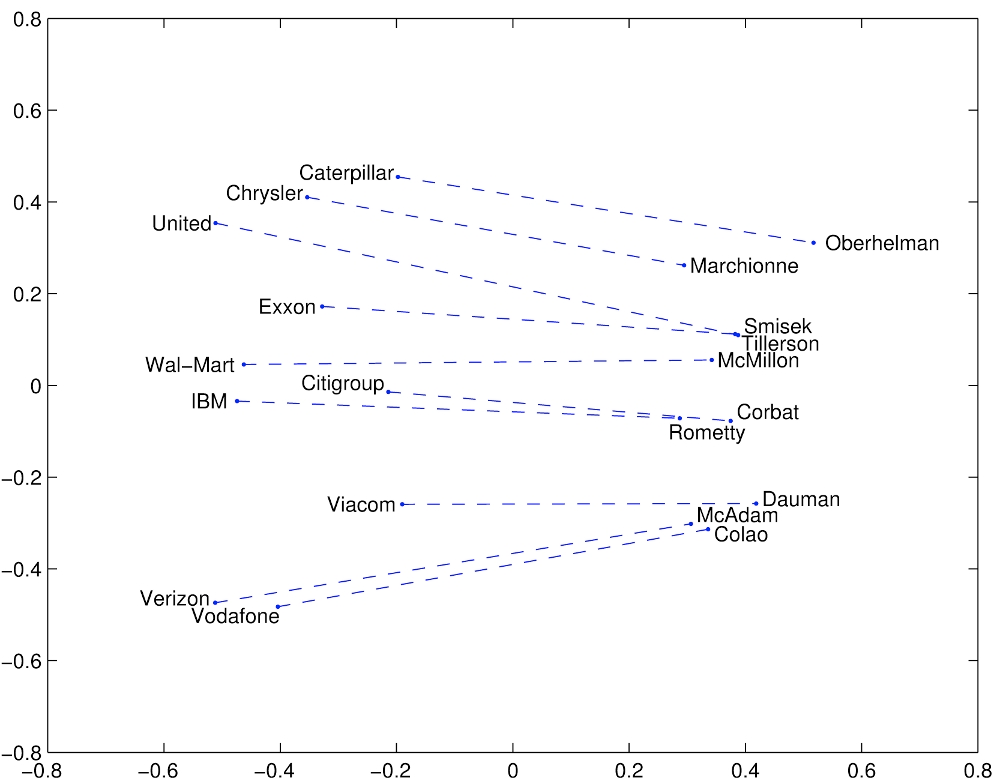 0.8
0.6
Caterpillar
Chrysler
0.4
United
Oberhelman
Marchionne
0.2
Exxon
Smisek
Tillerson
Wal−Mart
McMillon
0
Citigroup
IBM
Corbat
Rometty
−0.2
Viacom
Dauman
McAdam
Colao
−0.4
Verizon
Vodafone
−0.6
−0.8
−0.8 −0.6 −0.4 −0.2 0 0.2 0.4 0.6 0.8